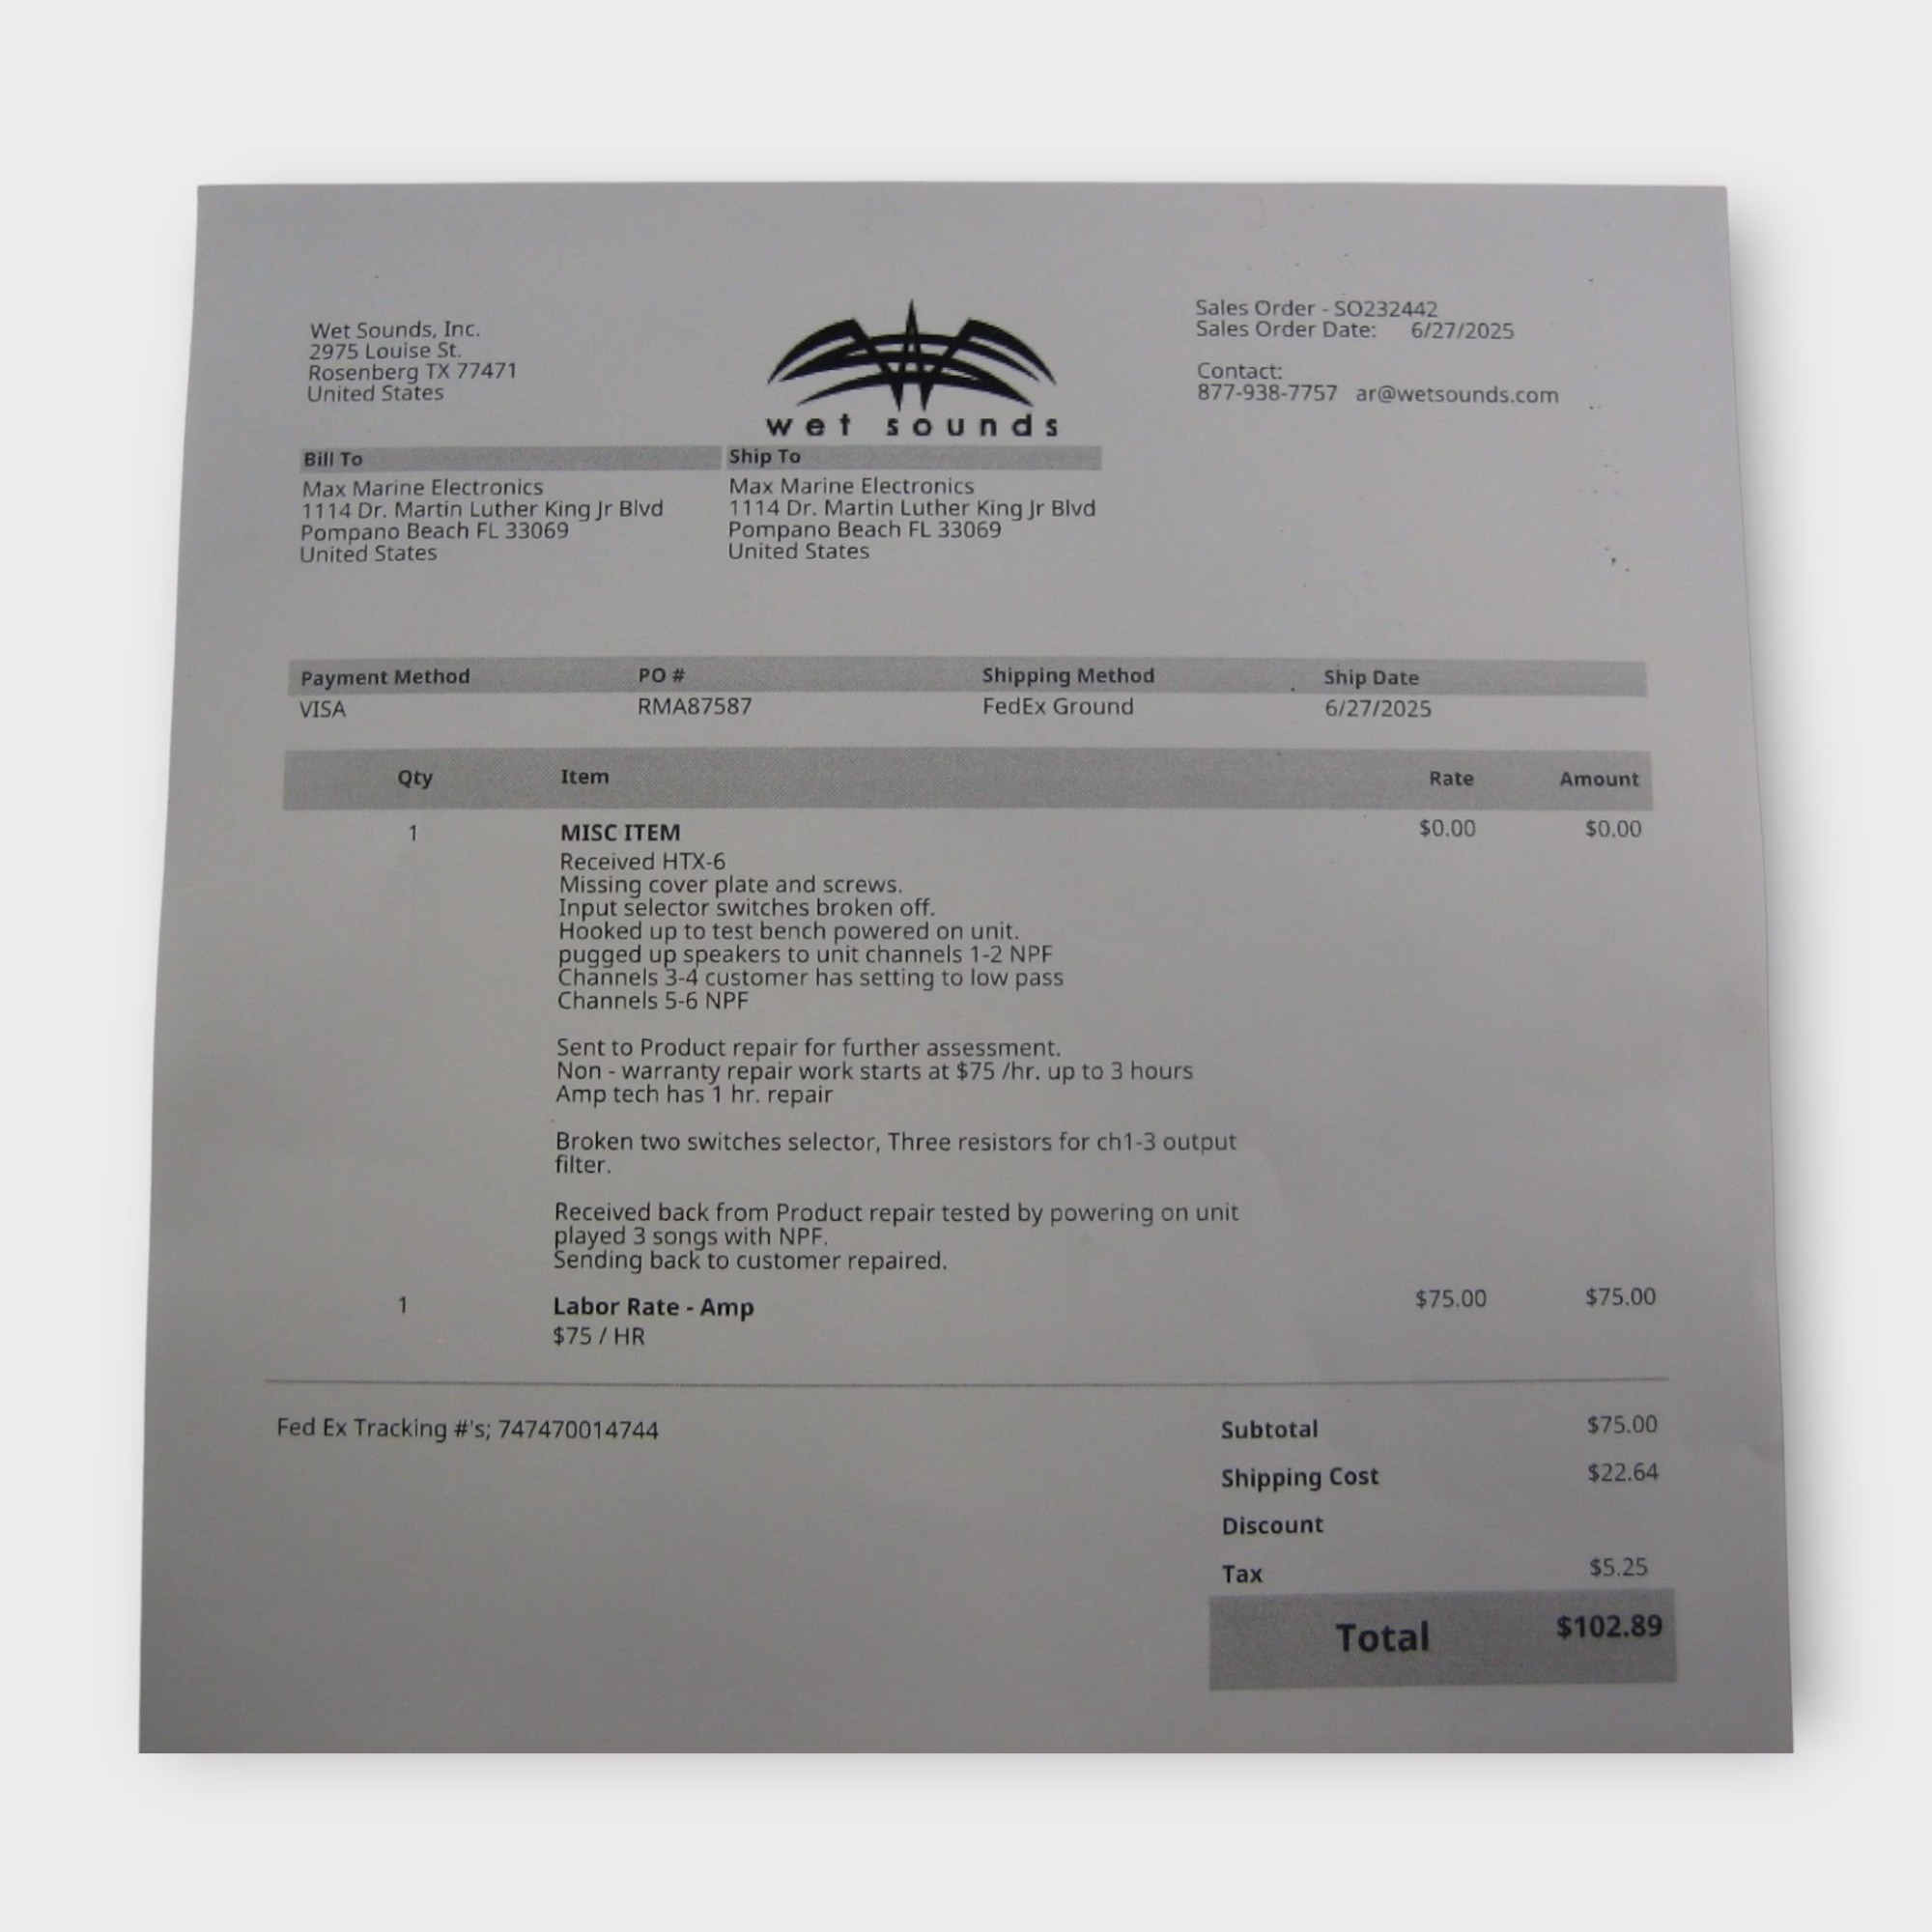 Wet Sounds, Inc.
2975 Louise St.
Rosenberg TX 77471
United States
wet sounds
Sales Order - SO232442
Sales Order Date: 6/27/2025
Contact:
877-938-7757 ar@wetsounds.com
Bill To
Max Marine Electronics
1114 Dr. Martin Luther King Jr Blvd
Pompano Beach FL 33069
United States
Ship To
Max Marine Electronics
1114 Dr. Martin Luther King Jr Blvd
Pompano Beach FL 33069
United States
Payment Method PO # Shipping Method Ship Date
VISA RMA87587 FedEx Ground 6/27/2025
Qty Item Rate Amount
1 MISC ITEM $0.00 $0.00
Received HTX-6
Missing cover plate and screws.
Input selector switches broken off.
Hooked up to test bench powered on unit.
pugged up speakers to unit channels 1-2 NPF
Channels 3-4 customer has setting to low pass
Channels 5-6 NPF
Sent to Product repair for further assessment.
Non - warranty repair work starts at $75 /hr. up to 3 hours
Amp tech has 1 hr. repair
Broken two switches selector, Three resistors for ch1-3 output
filter.
Received back from Product repair tested by powering on unit
played 3 songs with NPF.
Sending back to customer repaired.
1 Labor Rate - Amp $75.00 $75.00
$75 / HR
Fed Ex Tracking #'s; 747470014744
Subtotal $75.00
Shipping Cost $22.64
Discount
Tax $5.25
Total $102.89